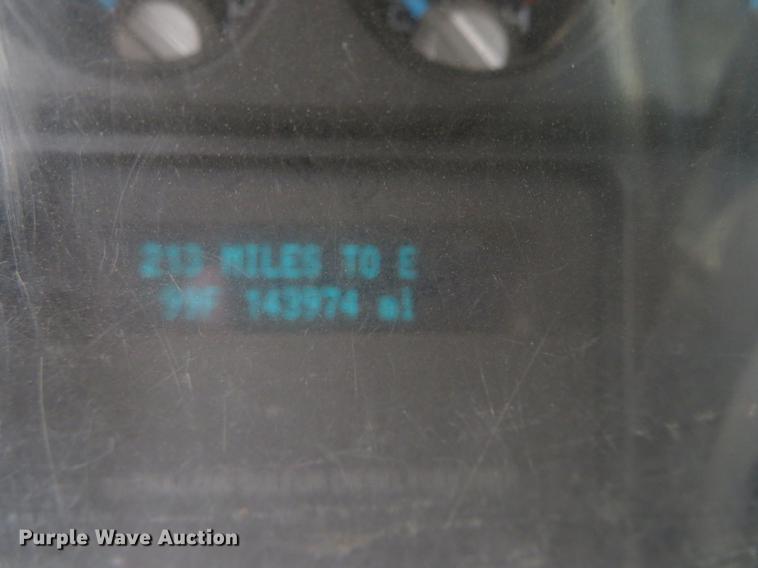 213 MILES TO E
99F 143974 mi
Purple Wave Auction